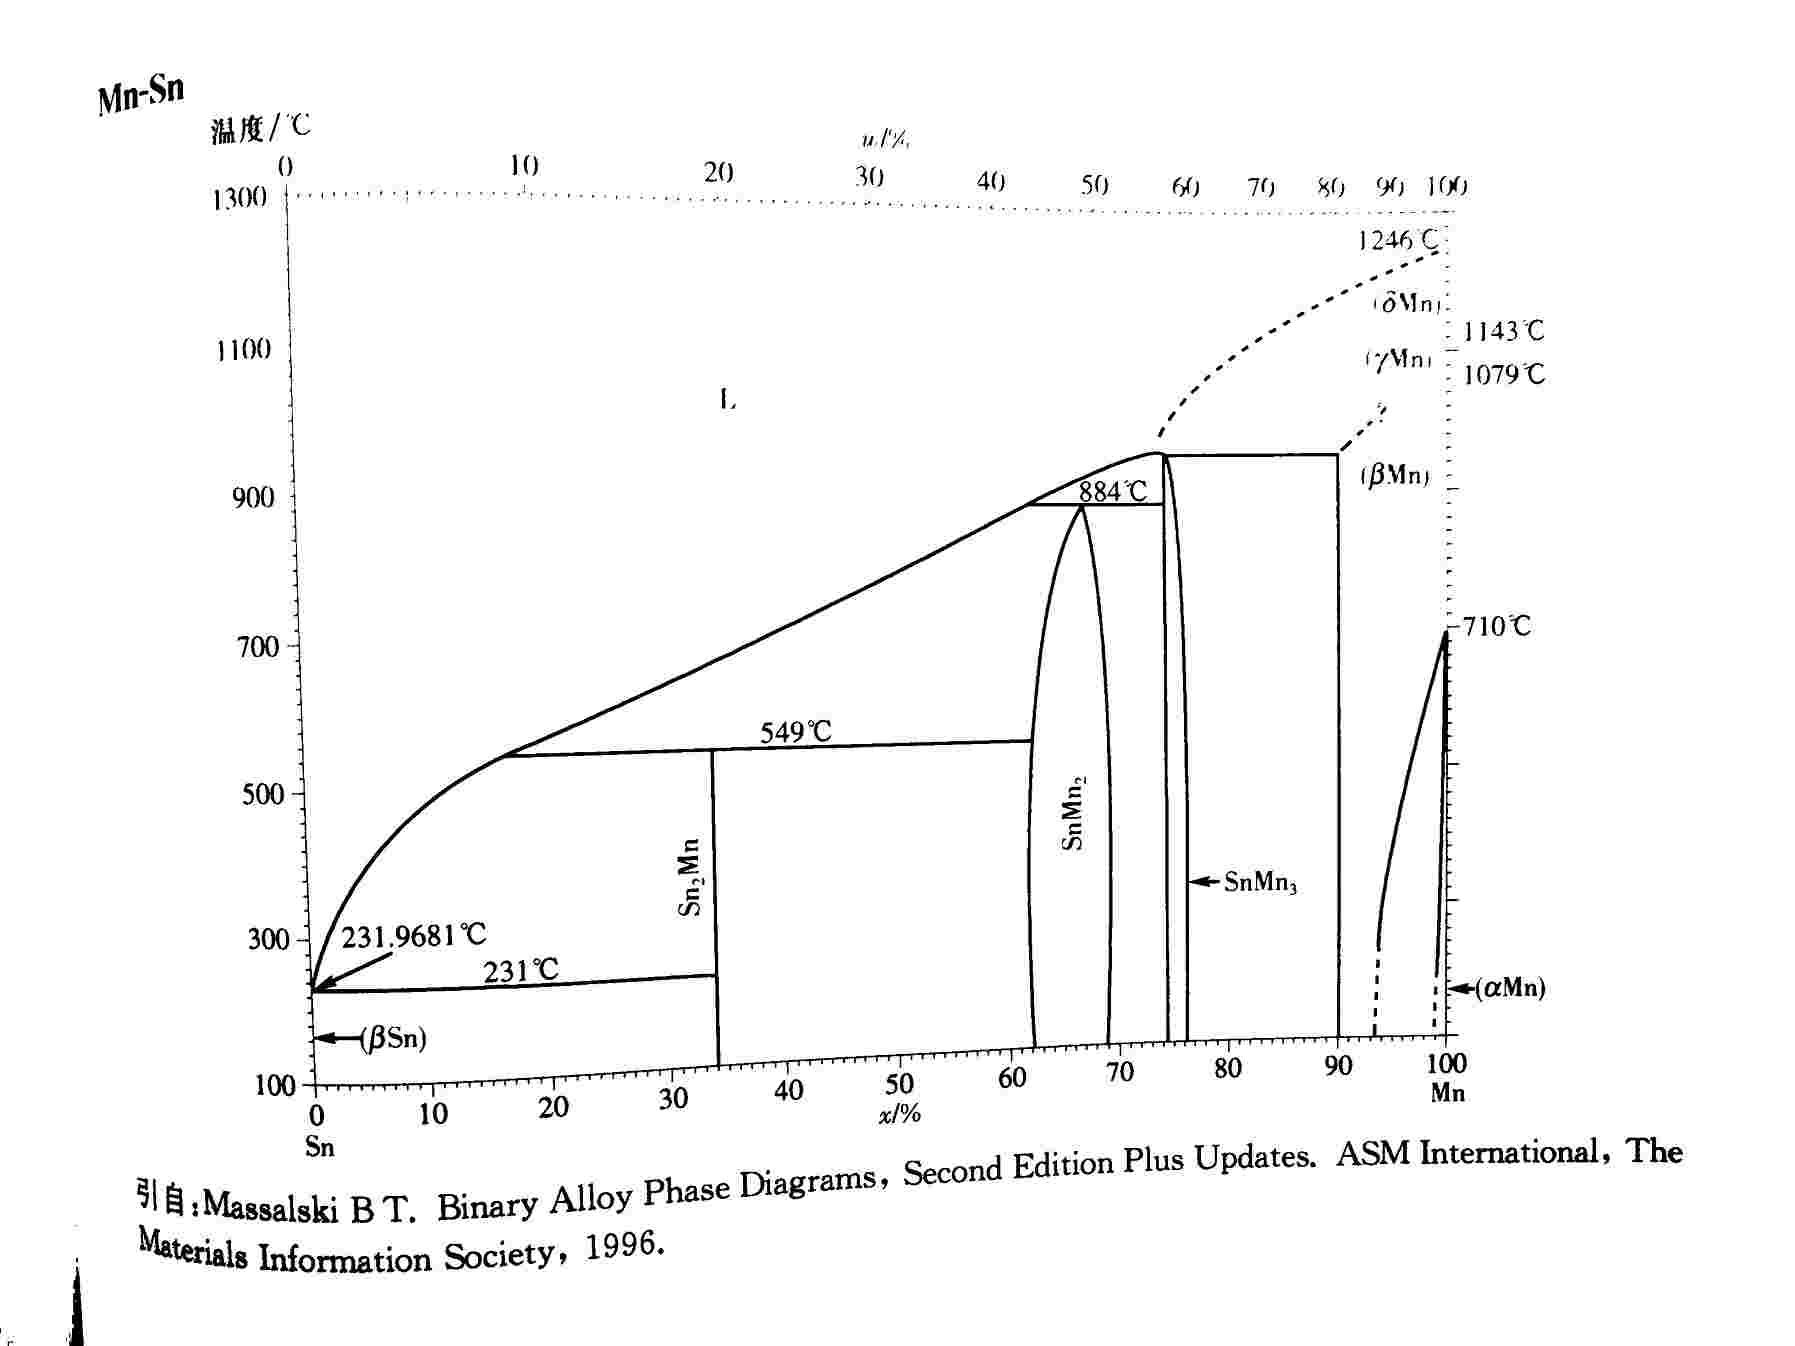 Mn-Sn
温度/℃
0 10 20 30 40 50 60 70 80 90 100
1300
1246℃
(δMn)
1143℃
1100
(γMn)
1079℃
L
?
(βMn)
900
884℃
700
710℃
549℃
500
Sn₂Mn
SnMn₂
SnMn₃
300
231.9681℃
231℃
(αMn)
(βSn)
100
0 10 20 30 40 50 60 70 80 90 100
Sn
x/%
Mn
引自:Massalski B T. Binary Alloy Phase Diagrams, Second Edition Plus Updates. ASM International, The
Materials Information Society, 1996.